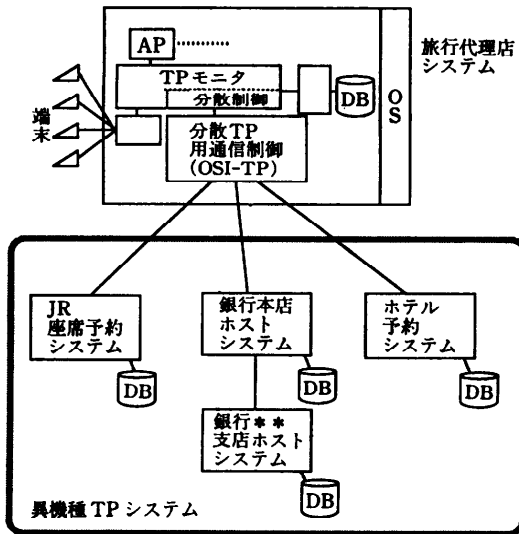 AP
旅行代理店
システム
TPモニタ
分散制御
DB
OS
端末
分散TP
用通信制御
(OSI-TP)
JR
座席予約
システム
DB
銀行本店
ホスト
システム
DB
ホテル
予約
システム
DB
銀行＊＊
支店ホスト
システム
DB
異機種TPシステム